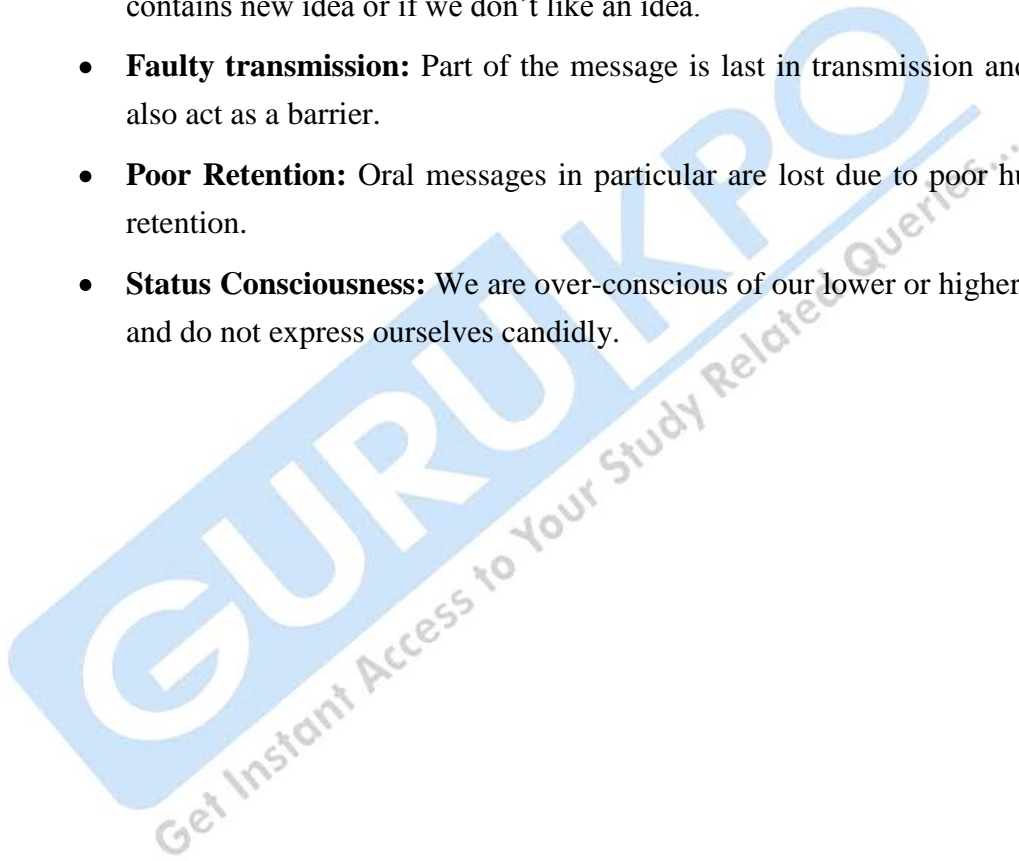 contains new idea or if we don't like an idea.
• Faulty transmission: Part of the message is last in transmission and
also act as a barrier.
• Poor Retention: Oral messages in particular are lost due to poor hu
retention.
• Status Consciousness: We are over-conscious of our lower or higher
and do not express ourselves candidly.
GURUKPO
Get Instant Access to Your Study Related Queries...